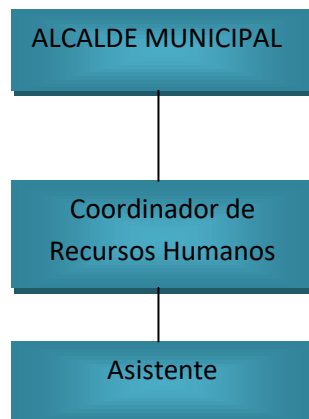 ALCALDE MUNICIPAL
Coordinador de
Recursos Humanos
Asistente